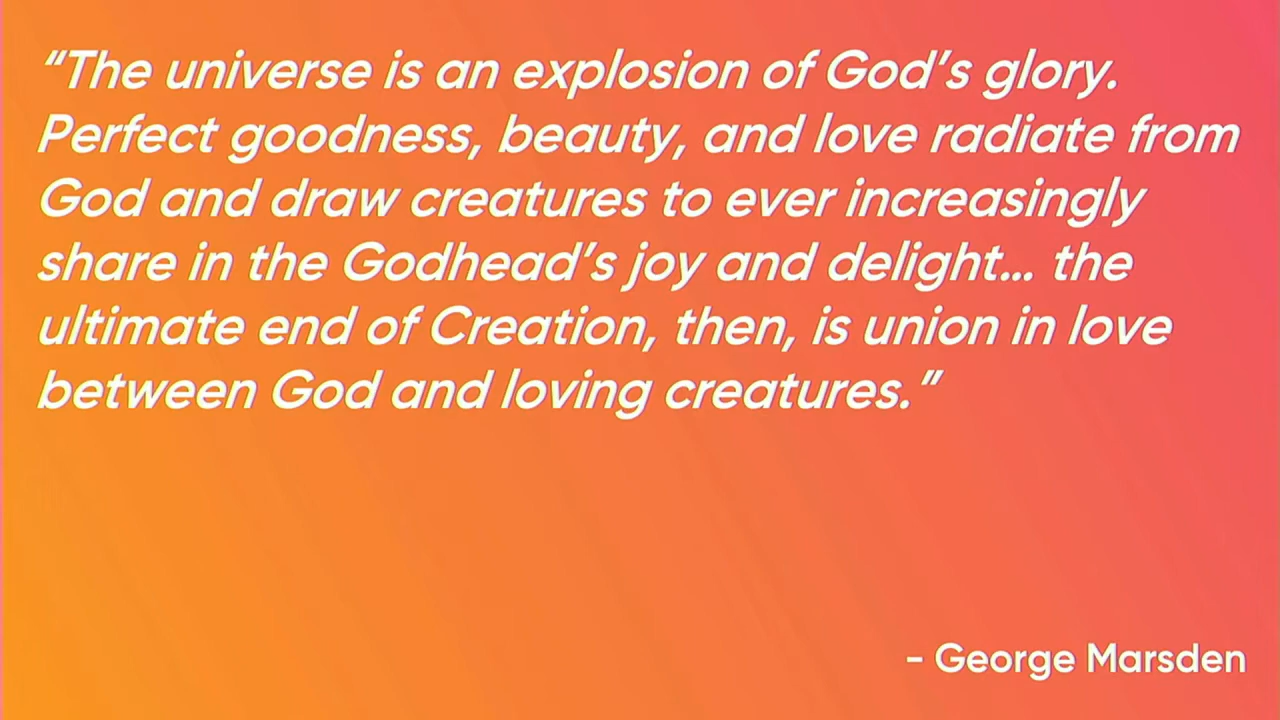 “The universe is an explosion of God’s glory.
Perfect goodness, beauty, and love radiate from
God and draw creatures to ever increasingly
share in the Godhead’s joy and delight... the
ultimate end of Creation, then, is union in love
between God and loving creatures.”
- George Marsden